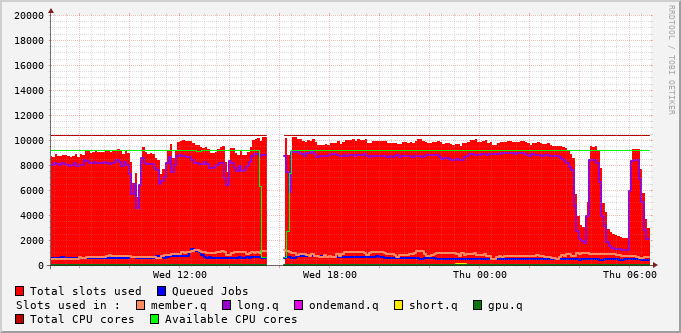 RRDTOOL / TOBI OETIKER
20000
18000
16000
14000
12000
10000
8000
6000
4000
2000
0
Wed 12:00 Wed 18:00 Thu 00:00 Thu 06:00
Total slots used Queued Jobs
Slots used in : member.q long.q ondemand.q short.q gpu.q
Total CPU cores Available CPU cores